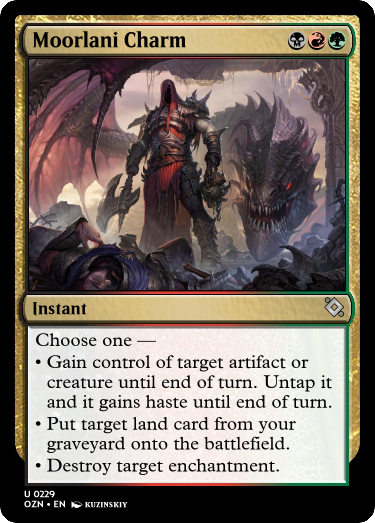 Moorlani Charm
Instant
Choose one —
• Gain control of target artifact or
creature until end of turn. Untap it
and it gains haste until end of turn.
• Put target land card from your
graveyard onto the battlefield.
• Destroy target enchantment.
U 0229
OZN • EN KUZINSKIY